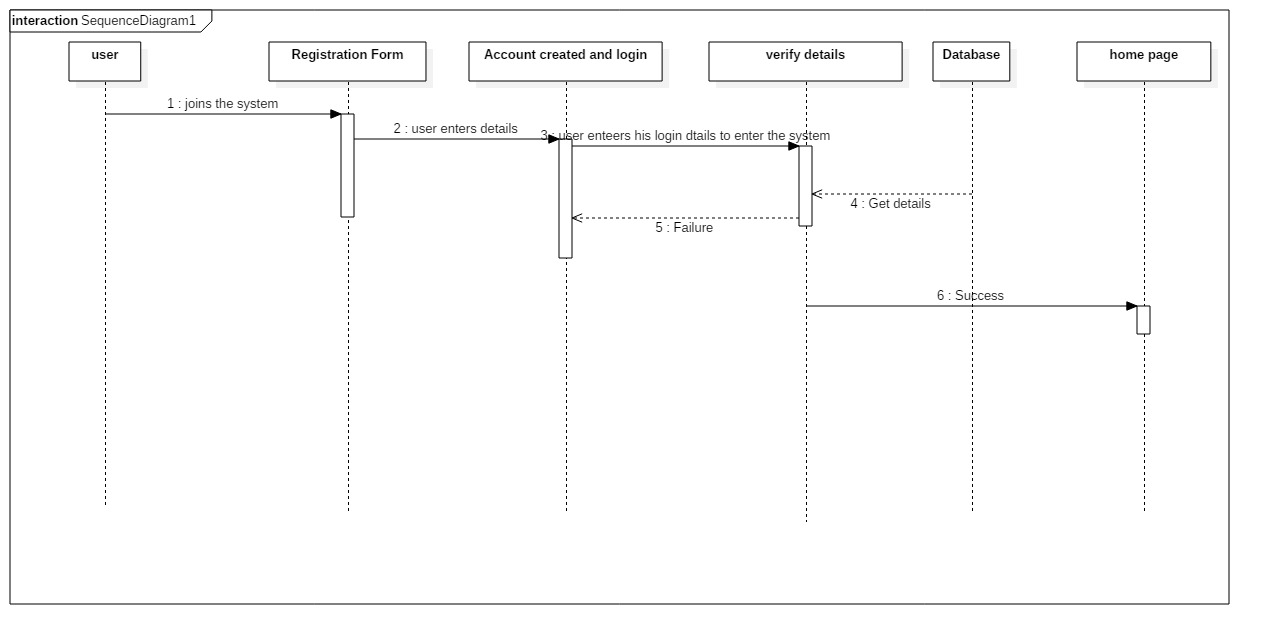 interaction SequenceDiagram1
user
Registration Form
Account created and login
verify details
Database
home page
1 : joins the system
2 : user enters details
3 : user enteers his login dtails to enter the system
4 : Get details
5 : Failure
6 : Success